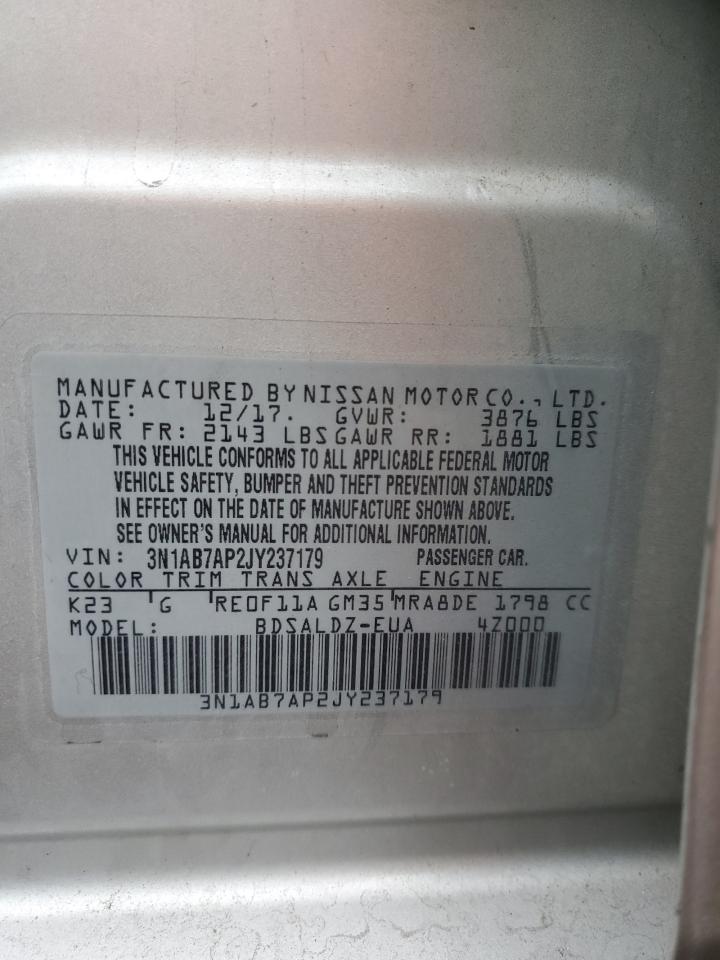 MANUFACTURED BY NISSAN MOTOR CO., LTD.
DATE: 12/17. GVWR: 3876 LBS
GAWR FR: 2143 LBS GAWR RR: 1881 LBS
THIS VEHICLE CONFORMS TO ALL APPLICABLE FEDERAL MOTOR
VEHICLE SAFETY, BUMPER AND THEFT PREVENTION STANDARDS
IN EFFECT ON THE DATE OF MANUFACTURE SHOWN ABOVE.
SEE OWNER'S MANUAL FOR ADDITIONAL INFORMATION.
VIN: 3N1AB7AP2JY237179 PASSENGER CAR.
COLOR TRIM TRANS AXLE ENGINE
K23 G RE0F11A GM35 MRA8DE 1798 CC
MODEL: BDSALDZ-EUA 4Z000
3N1AB7AP2JY237179